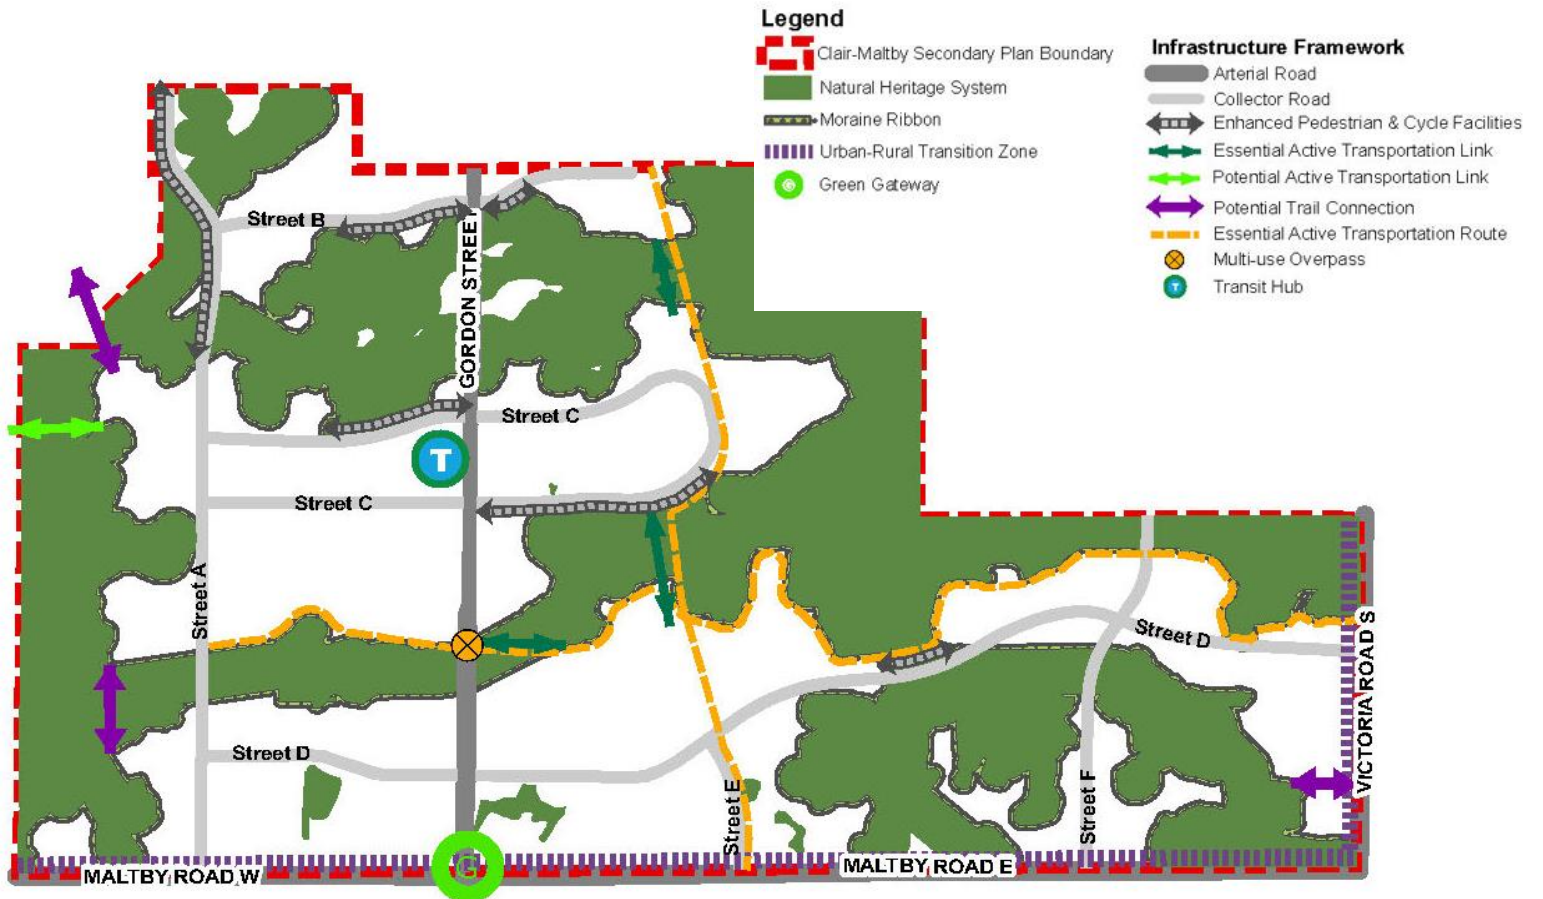 Legend
Clair-Maltby Secondary Plan Boundary
Natural Heritage System
Moraine Ribbon
Urban-Rural Transition Zone
G
Green Gateway
Infrastructure Framework
Arterial Road
Collector Road
Enhanced Pedestrian & Cycle Facilities
Essential Active Transportation Link
Potential Active Transportation Link
Potential Trail Connection
Essential Active Transportation Route
Multi-use Overpass
T
Transit Hub
Street B
GORDON STREET
Street C
T
Street C
Street A
Street D
Street D
VICTORIA ROAD S
Street E
Street F
G
MALTBY ROAD W
MALTBY ROAD E